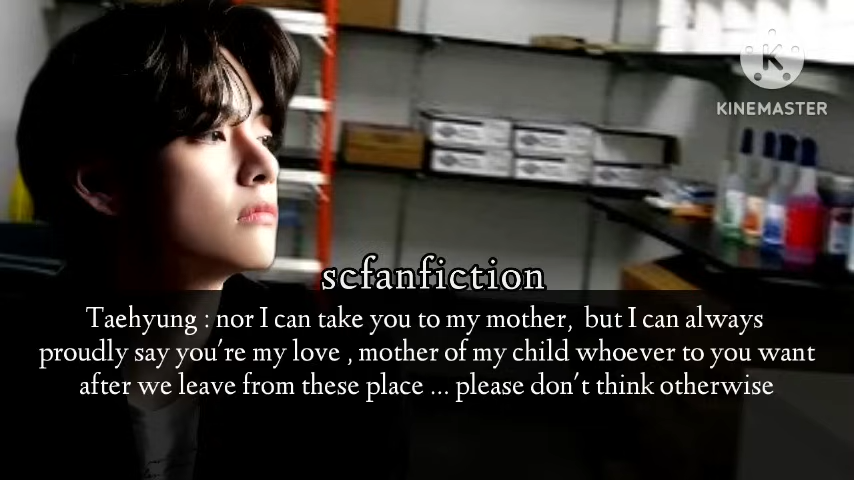 KINEMASTER
scfanfiction
Taehyung : nor I can take you to my mother, but I can always
proudly say you're my love , mother of my child whoever to you want
after we leave from these place ... please don't think otherwise